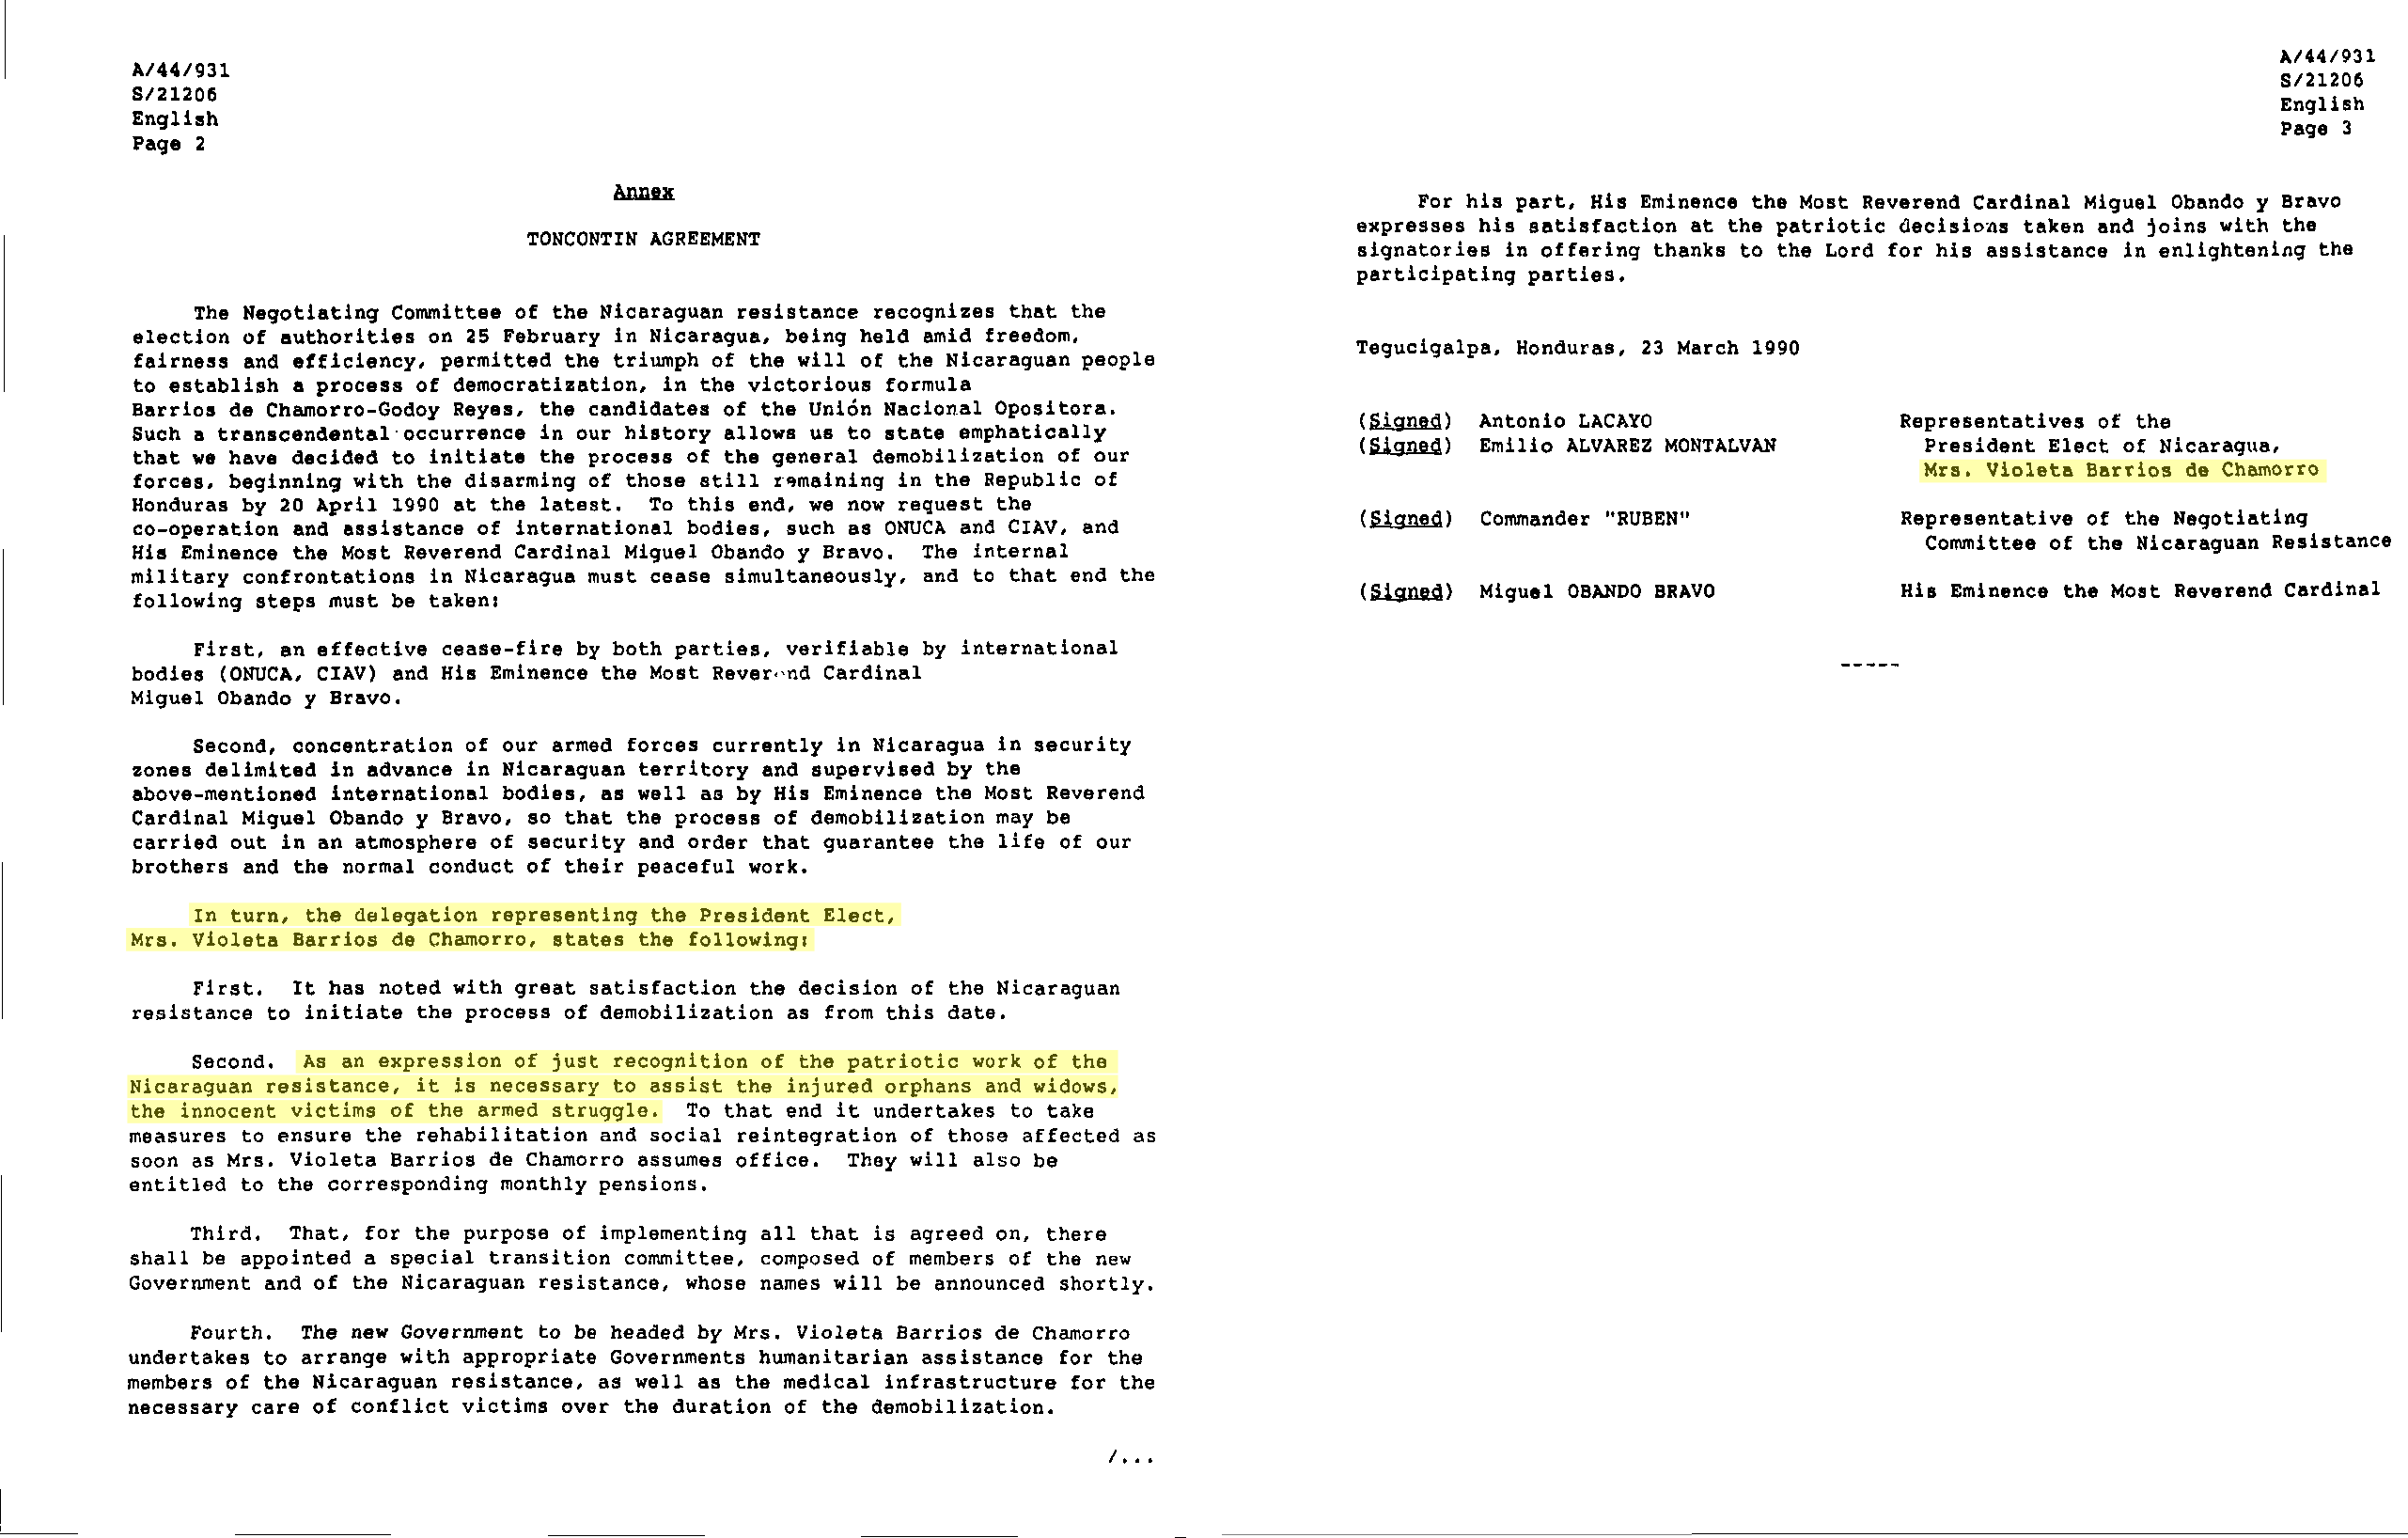 A/44/931
S/21206
English
Page 2
Annex
TONCONTIN AGREEMENT
The Negotiating Committee of the Nicaraguan resistance recognizes that the
election of authorities on 25 February in Nicaragua, being held amid freedom,
fairness and efficiency, permitted the triumph of the will of the Nicaraguan people
to establish a process of democratization, in the victorious formula
Barrios de Chamorro-Godoy Reyes, the candidates of the Unión Nacional Opositora.
Such a transcendental occurrence in our history allows us to state emphatically
that we have decided to initiate the process of the general demobilization of our
forces, beginning with the disarming of those still remaining in the Republic of
Honduras by 20 April 1990 at the latest. To this end, we now request the
co-operation and assistance of international bodies, such as ONUCA and CIAV, and
His Eminence the Most Reverend Cardinal Miguel Obando y Bravo. The internal
military confrontations in Nicaragua must cease simultaneously, and to that end the
following steps must be taken:
First, an effective cease-fire by both parties, verifiable by international
bodies (ONUCA, CIAV) and His Eminence the Most Reverend Cardinal
Miguel Obando y Bravo.
Second, concentration of our armed forces currently in Nicaragua in security
zones delimited in advance in Nicaraguan territory and supervised by the
above-mentioned international bodies, as well as by His Eminence the Most Reverend
Cardinal Miguel Obando y Bravo, so that the process of demobilization may be
carried out in an atmosphere of security and order that guarantee the life of our
brothers and the normal conduct of their peaceful work.
In turn, the delegation representing the President Elect,
Mrs. Violeta Barrios de Chamorro, states the following:
First. It has noted with great satisfaction the decision of the Nicaraguan
resistance to initiate the process of demobilization as from this date.
Second. As an expression of just recognition of the patriotic work of the
Nicaraguan resistance, it is necessary to assist the injured orphans and widows,
the innocent victims of the armed struggle. To that end it undertakes to take
measures to ensure the rehabilitation and social reintegration of those affected as
soon as Mrs. Violeta Barrios de Chamorro assumes office. They will also be
entitled to the corresponding monthly pensions.
Third. That, for the purpose of implementing all that is agreed on, there
shall be appointed a special transition committee, composed of members of the new
Government and of the Nicaraguan resistance, whose names will be announced shortly.
Fourth. The new Government to be headed by Mrs. Violeta Barrios de Chamorro
undertakes to arrange with appropriate Governments humanitarian assistance for the
members of the Nicaraguan resistance, as well as the medical infrastructure for the
necessary care of conflict victims over the duration of the demobilization.
/...
A/44/931
S/21206
English
Page 3
For his part, His Eminence the Most Reverend Cardinal Miguel Obando y Bravo
expresses his satisfaction at the patriotic decisions taken and joins with the
signatories in offering thanks to the Lord for his assistance in enlightening the
participating parties.
Tegucigalpa, Honduras, 23 March 1990
(Signed) Antonio LACAYO Representatives of the
(Signed) Emilio ALVAREZ MONTALVAN President Elect of Nicaragua,
Mrs. Violeta Barrios de Chamorro
(Signed) Commander "RUBEN" Representative of the Negotiating
Committee of the Nicaraguan Resistance
(Signed) Miguel OBANDO BRAVO His Eminence the Most Reverend Cardinal
-----